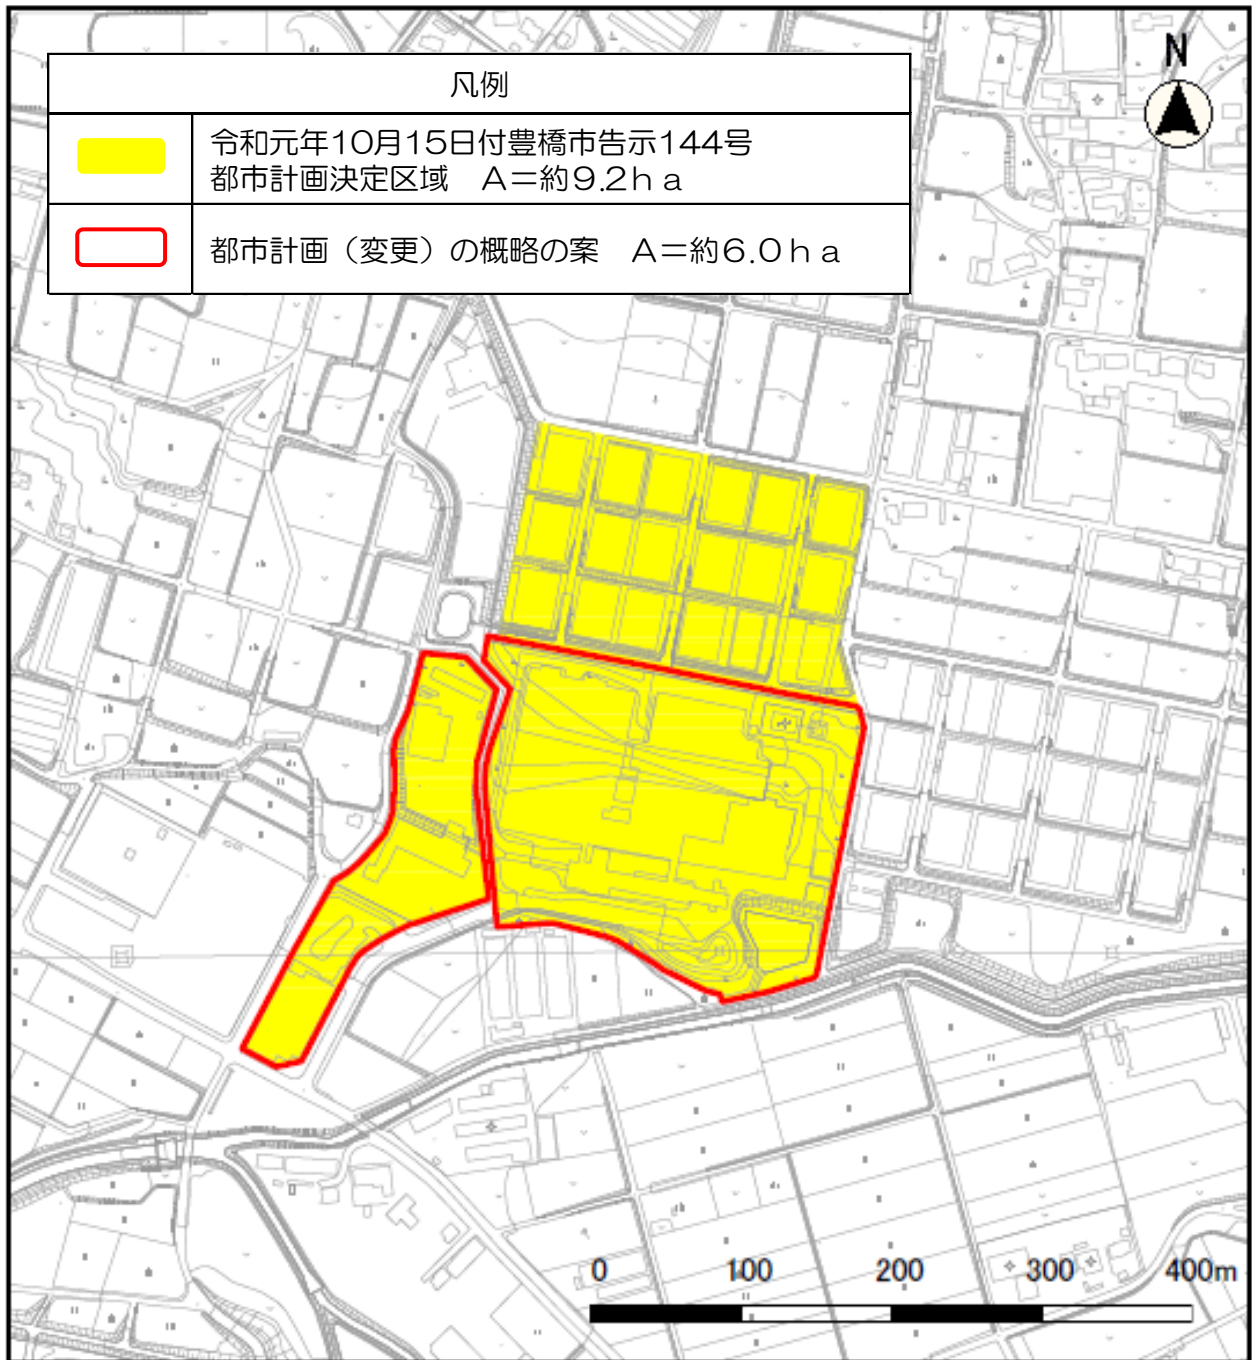 凡例
N
令和元年10月15日付豊橋市告示144号
都市計画決定区域　A＝約9.2ha
都市計画（変更）の概略の案　A＝約6.0ha
0 100 200 300 400m